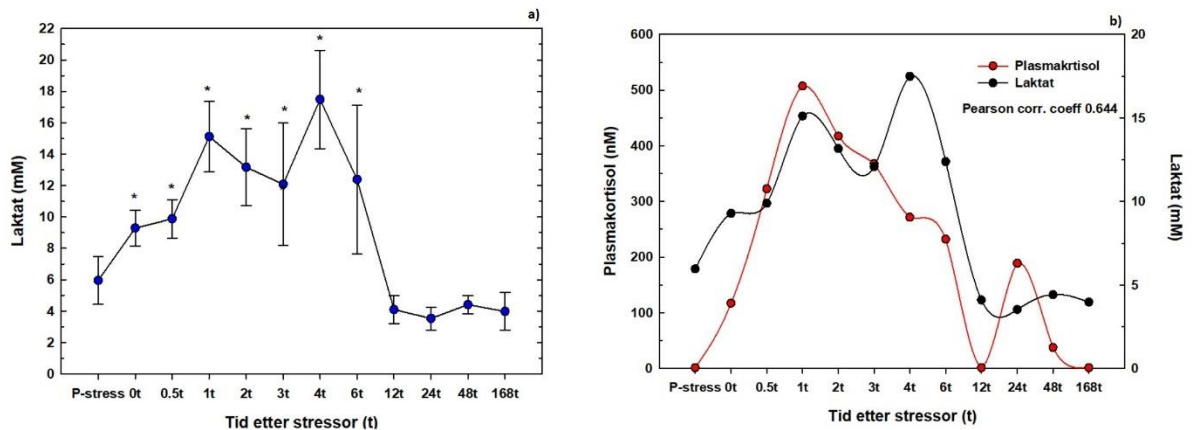 a)
22
20
18
16
14
12
10
8
6
4
2
0
Laktat (mM)
* * * * * * * *
P-stress 0t 0.5t 1t 2t 3t 4t 6t 12t 24t 48t 168t
Tid etter stressor (t)
b)
600
500
400
300
200
100
0
Plasmakortisol (nM)
Plasmakrtisol
Laktat
Pearson corr. coeff 0.644
20
15
10
5
0
Laktat (mM)
P-stress 0t 0.5t 1t 2t 3t 4t 6t 12t 24t 48t 168t
Tid etter stressor (t)